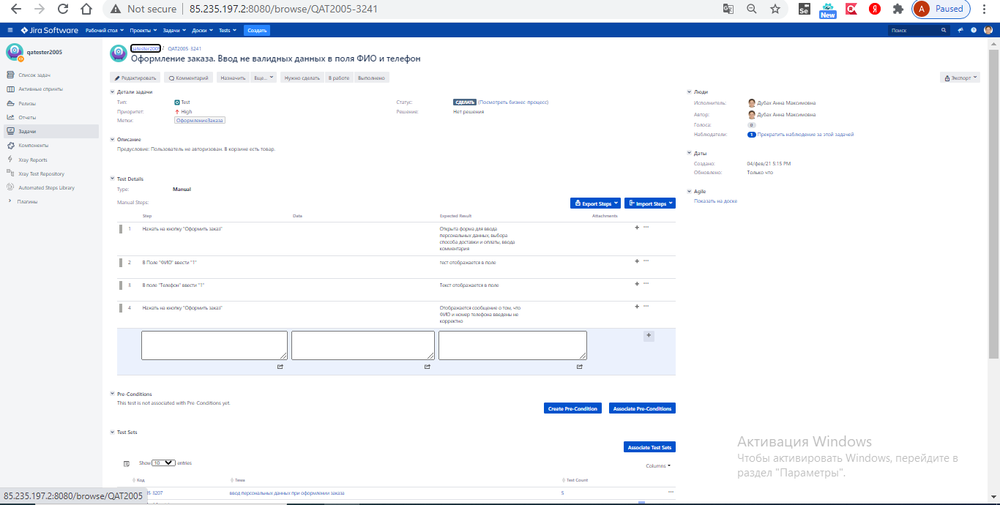 Not secure | 85.235.197.2:8080/browse/QAT2005-3241
Se
New
Я
A Paused
Jira Software Рабочий стол Проекты Задачи Доски Tests Создать Поиск
qatester2005
Список задач
Активные спринты
Релизы
Отчеты
Задачи
Компоненты
Xray Reports
Xray Test Repository
Automated Steps Library
Плагины
qatester2005 / QAT2005-3241
Оформление заказа. Ввод не валидных данных в поля ФИО и телефон
Редактировать Комментарий Назначить Еще... Нужно сделать В работе Выполнено Экспорт
Детали задачи
Тип: Test
Приоритет: High
Метки: ОформлениеЗаказа
Статус: СДЕЛАТЬ (Посмотреть бизнес-процесс)
Решение: Нет решения
Описание
Предусловие: Пользователь не авторизован. В корзине есть товар.
Test Details
Type: Manual
Manual Steps:
Export Steps Import Steps
Step Data Expected Result Attachments
1 Нажать на кнопку "Оформить заказ"
Открыта форма для ввода
персональных данных, выбора
способа доставки и оплаты, ввода
комментария
2 В Поле "ФИО" ввести "1" тест отображается в поле
3 В поле "Телефон" ввести "1" Текст отображается в поле
4 Нажать на кнопку "Оформить заказ"
Отображается сообщение о том, что
ФИО и номер телефона введены не
корректно
Pre-Conditions
This test is not associated with Pre-Conditions yet.
Create Pre-Condition Associate Pre-Conditions
Test Sets
Associate Test Sets
Show 10 entries
Columns
Код Тема Test Count
5-3207 ввод персональных данных при оформлении заказа 5
Люди
Исполнитель: Дубах Анна Максимовна
Автор: Дубах Анна Максимовна
Голоса: 0
Наблюдатели: 1 Прекратить наблюдение за этой задачей
Даты
Создано: 04/фев/21 5:15 PM
Обновлено: Только что
Agile
Показать на доске
Активация Windows
Чтобы активировать Windows, перейдите в
раздел "Параметры".
85.235.197.2:8080/browse/QAT2005